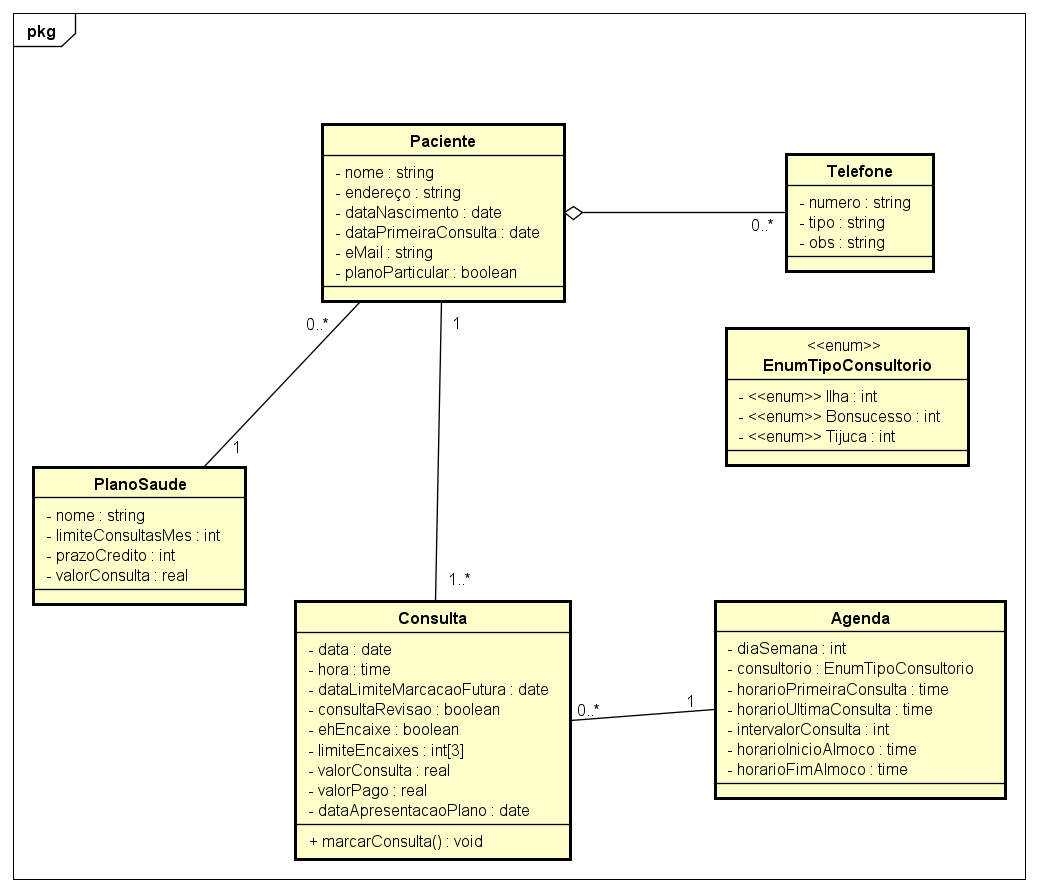 pkg
Paciente
- nome : string
- endereço : string
- dataNascimento : date
- dataPrimeiraConsulta : date
- eMail : string
- planoParticular : boolean
Telefone
- numero : string
- tipo : string
- obs : string
0..*
0..*
1
1
1..*
<<enum>>
EnumTipoConsultorio
- <<enum>> Ilha : int
- <<enum>> Bonsucesso : int
- <<enum>> Tijuca : int
PlanoSaude
- nome : string
- limiteConsultasMes : int
- prazoCredito : int
- valorConsulta : real
Consulta
- data : date
- hora : time
- dataLimiteMarcacaoFutura : date
- consultaRevisao : boolean
- ehEncaixe : boolean
- limiteEncaixes : int[3]
- valorConsulta : real
- valorPago : real
- dataApresentacaoPlano : date
+ marcarConsulta() : void
0..*
1
Agenda
- diaSemana : int
- consultorio : EnumTipoConsultorio
- horarioPrimeiraConsulta : time
- horarioUltimaConsulta : time
- intervalorConsulta : int
- horarioInicioAlmoco : time
- horarioFimAlmoco : time